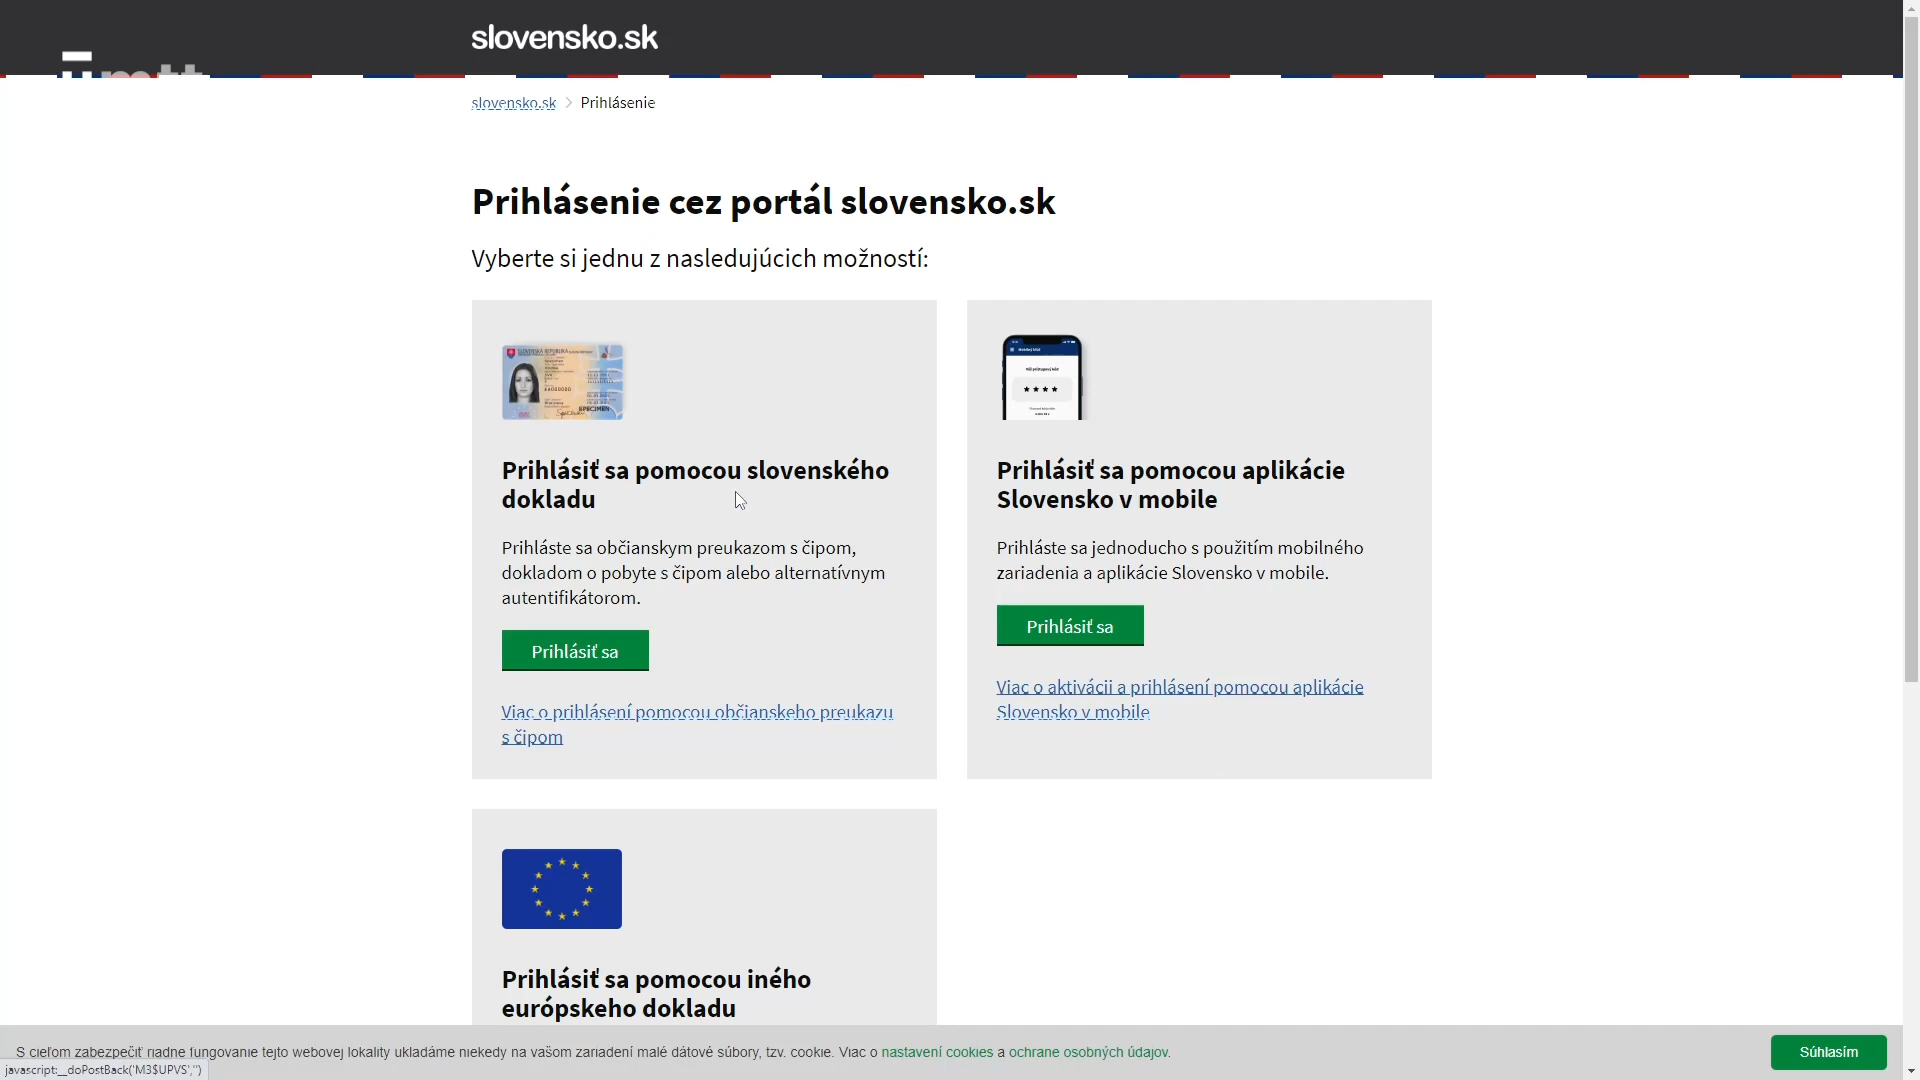 slovensko.sk
slovensko.sk > Prihlásenie
Prihlásenie cez portál slovensko.sk
Vyberte si jednu z nasledujúcich možností:
SLOVENSKÁ REPUBLIKA
SPECIMEN
Prihlásiť sa pomocou slovenského
dokladu
Prihláste sa občianskym preukazom s čipom,
dokladom o pobyte s čipom alebo alternatívnym
autentifikátorom.
Prihlásiť sa
Viac o prihlásení pomocou občianskeho preukazu
s čipom
Prihlásiť sa pomocou aplikácie
Slovensko v mobile
Prihláste sa jednoducho s použitím mobilného
zariadenia a aplikácie Slovensko v mobile.
Prihlásiť sa
Viac o aktivácii a prihlásení pomocou aplikácie
Slovensko v mobile
Prihlásiť sa pomocou iného
európskeho dokladu
S cieľom zabezpečiť riadne fungovanie tejto webovej lokality ukladáme niekedy na vašom zariadení malé dátové súbory, tzv. cookie. Viac o nastavení cookies a ochrane osobných údajov.
Súhlasím
javascript:__doPostBack('M3$UPVS','')